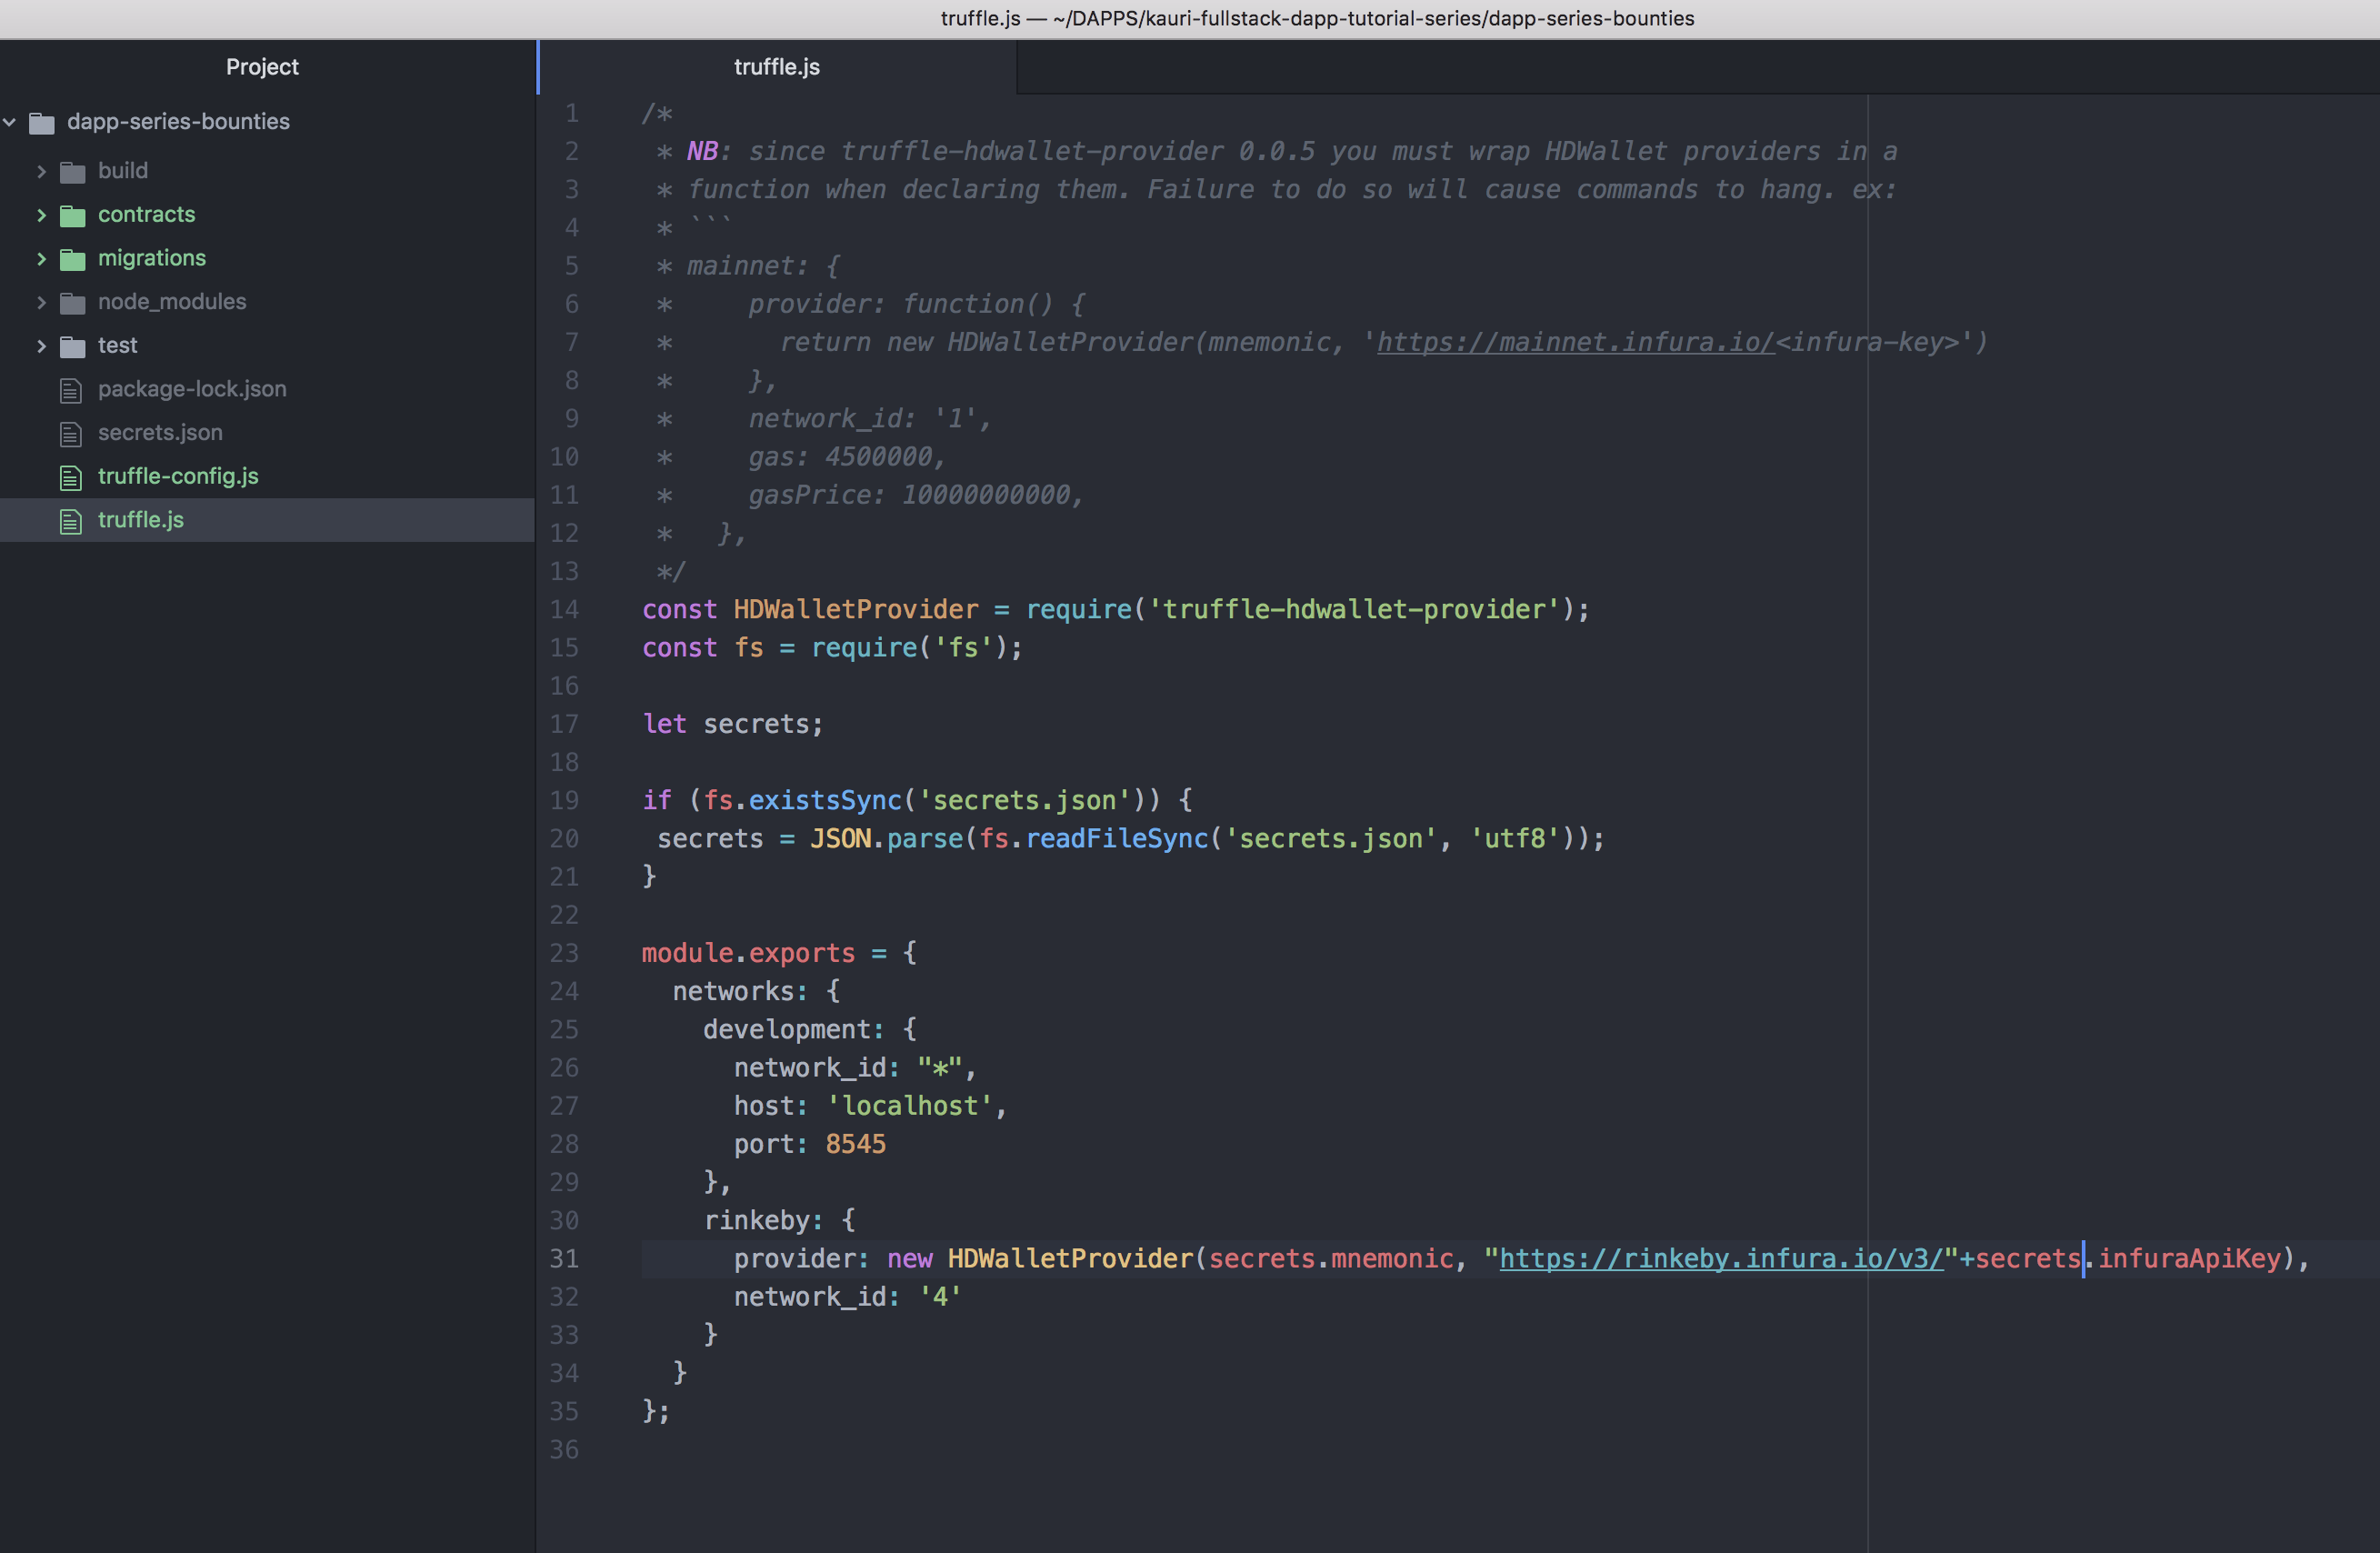 truffle.js — ~/DAPPS/kauri-fullstack-dapp-tutorial-series/dapp-series-bounties
Project
dapp-series-bounties
build
contracts
migrations
node_modules
test
package-lock.json
secrets.json
truffle-config.js
truffle.js
truffle.js
1 /*
2  * NB: since truffle-hdwallet-provider 0.0.5 you must wrap HDWallet providers in a
3  * function when declaring them. Failure to do so will cause commands to hang. ex:
4  * ```
5  * mainnet: {
6  *     provider: function() {
7  *       return new HDWalletProvider(mnemonic, 'https://mainnet.infura.io/<infura-key>')
8  *     },
9  *     network_id: '1',
10  *     gas: 4500000,
11  *     gasPrice: 10000000000,
12  *   },
13  */
14 const HDWalletProvider = require('truffle-hdwallet-provider');
15 const fs = require('fs');
16
17 let secrets;
18
19 if (fs.existsSync('secrets.json')) {
20  secrets = JSON.parse(fs.readFileSync('secrets.json', 'utf8'));
21 }
22
23 module.exports = {
24   networks: {
25     development: {
26       network_id: "*",
27       host: 'localhost',
28       port: 8545
29     },
30     rinkeby: {
31       provider: new HDWalletProvider(secrets.mnemonic, "https://rinkeby.infura.io/v3/"+secrets.infuraApiKey),
32       network_id: '4'
33     }
34   }
35 };
36